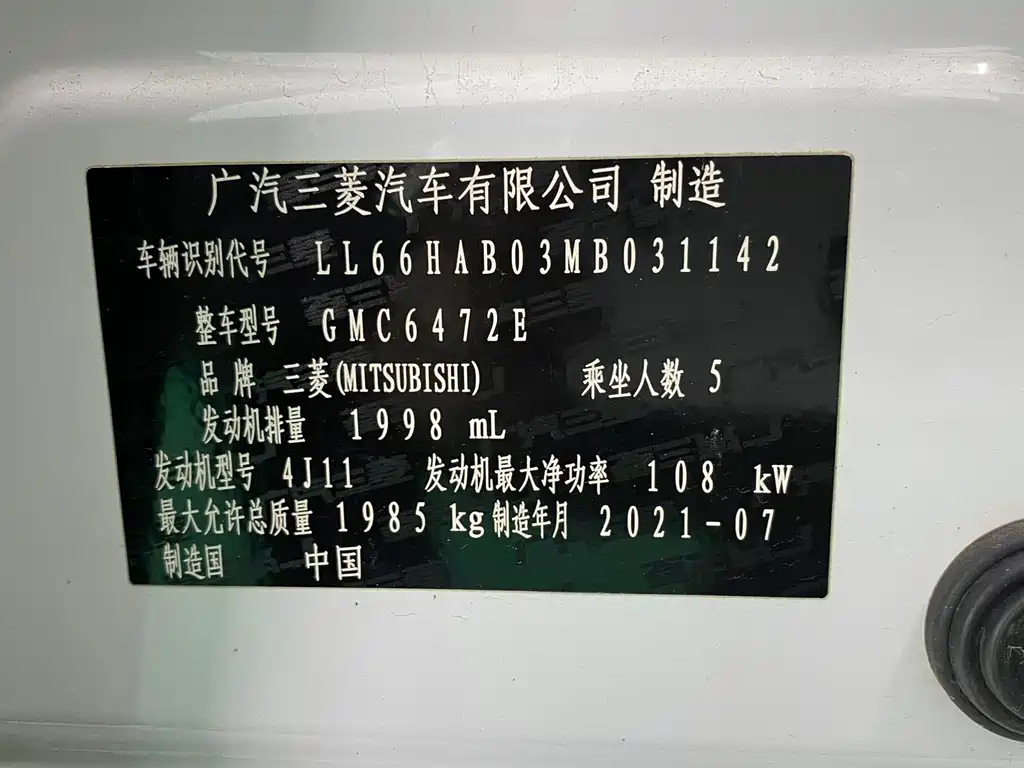 广汽三菱汽车有限公司 制造
车辆识别代号 LL66HAB03MB031142
整车型号 GMC6472E
品牌 三菱(MITSUBISHI) 乘坐人数 5
发动机排量 1998 mL
发动机型号 4J11 发动机最大净功率 108 kW
最大允许总质量 1985 kg 制造年月 2021-07
制造国 中国